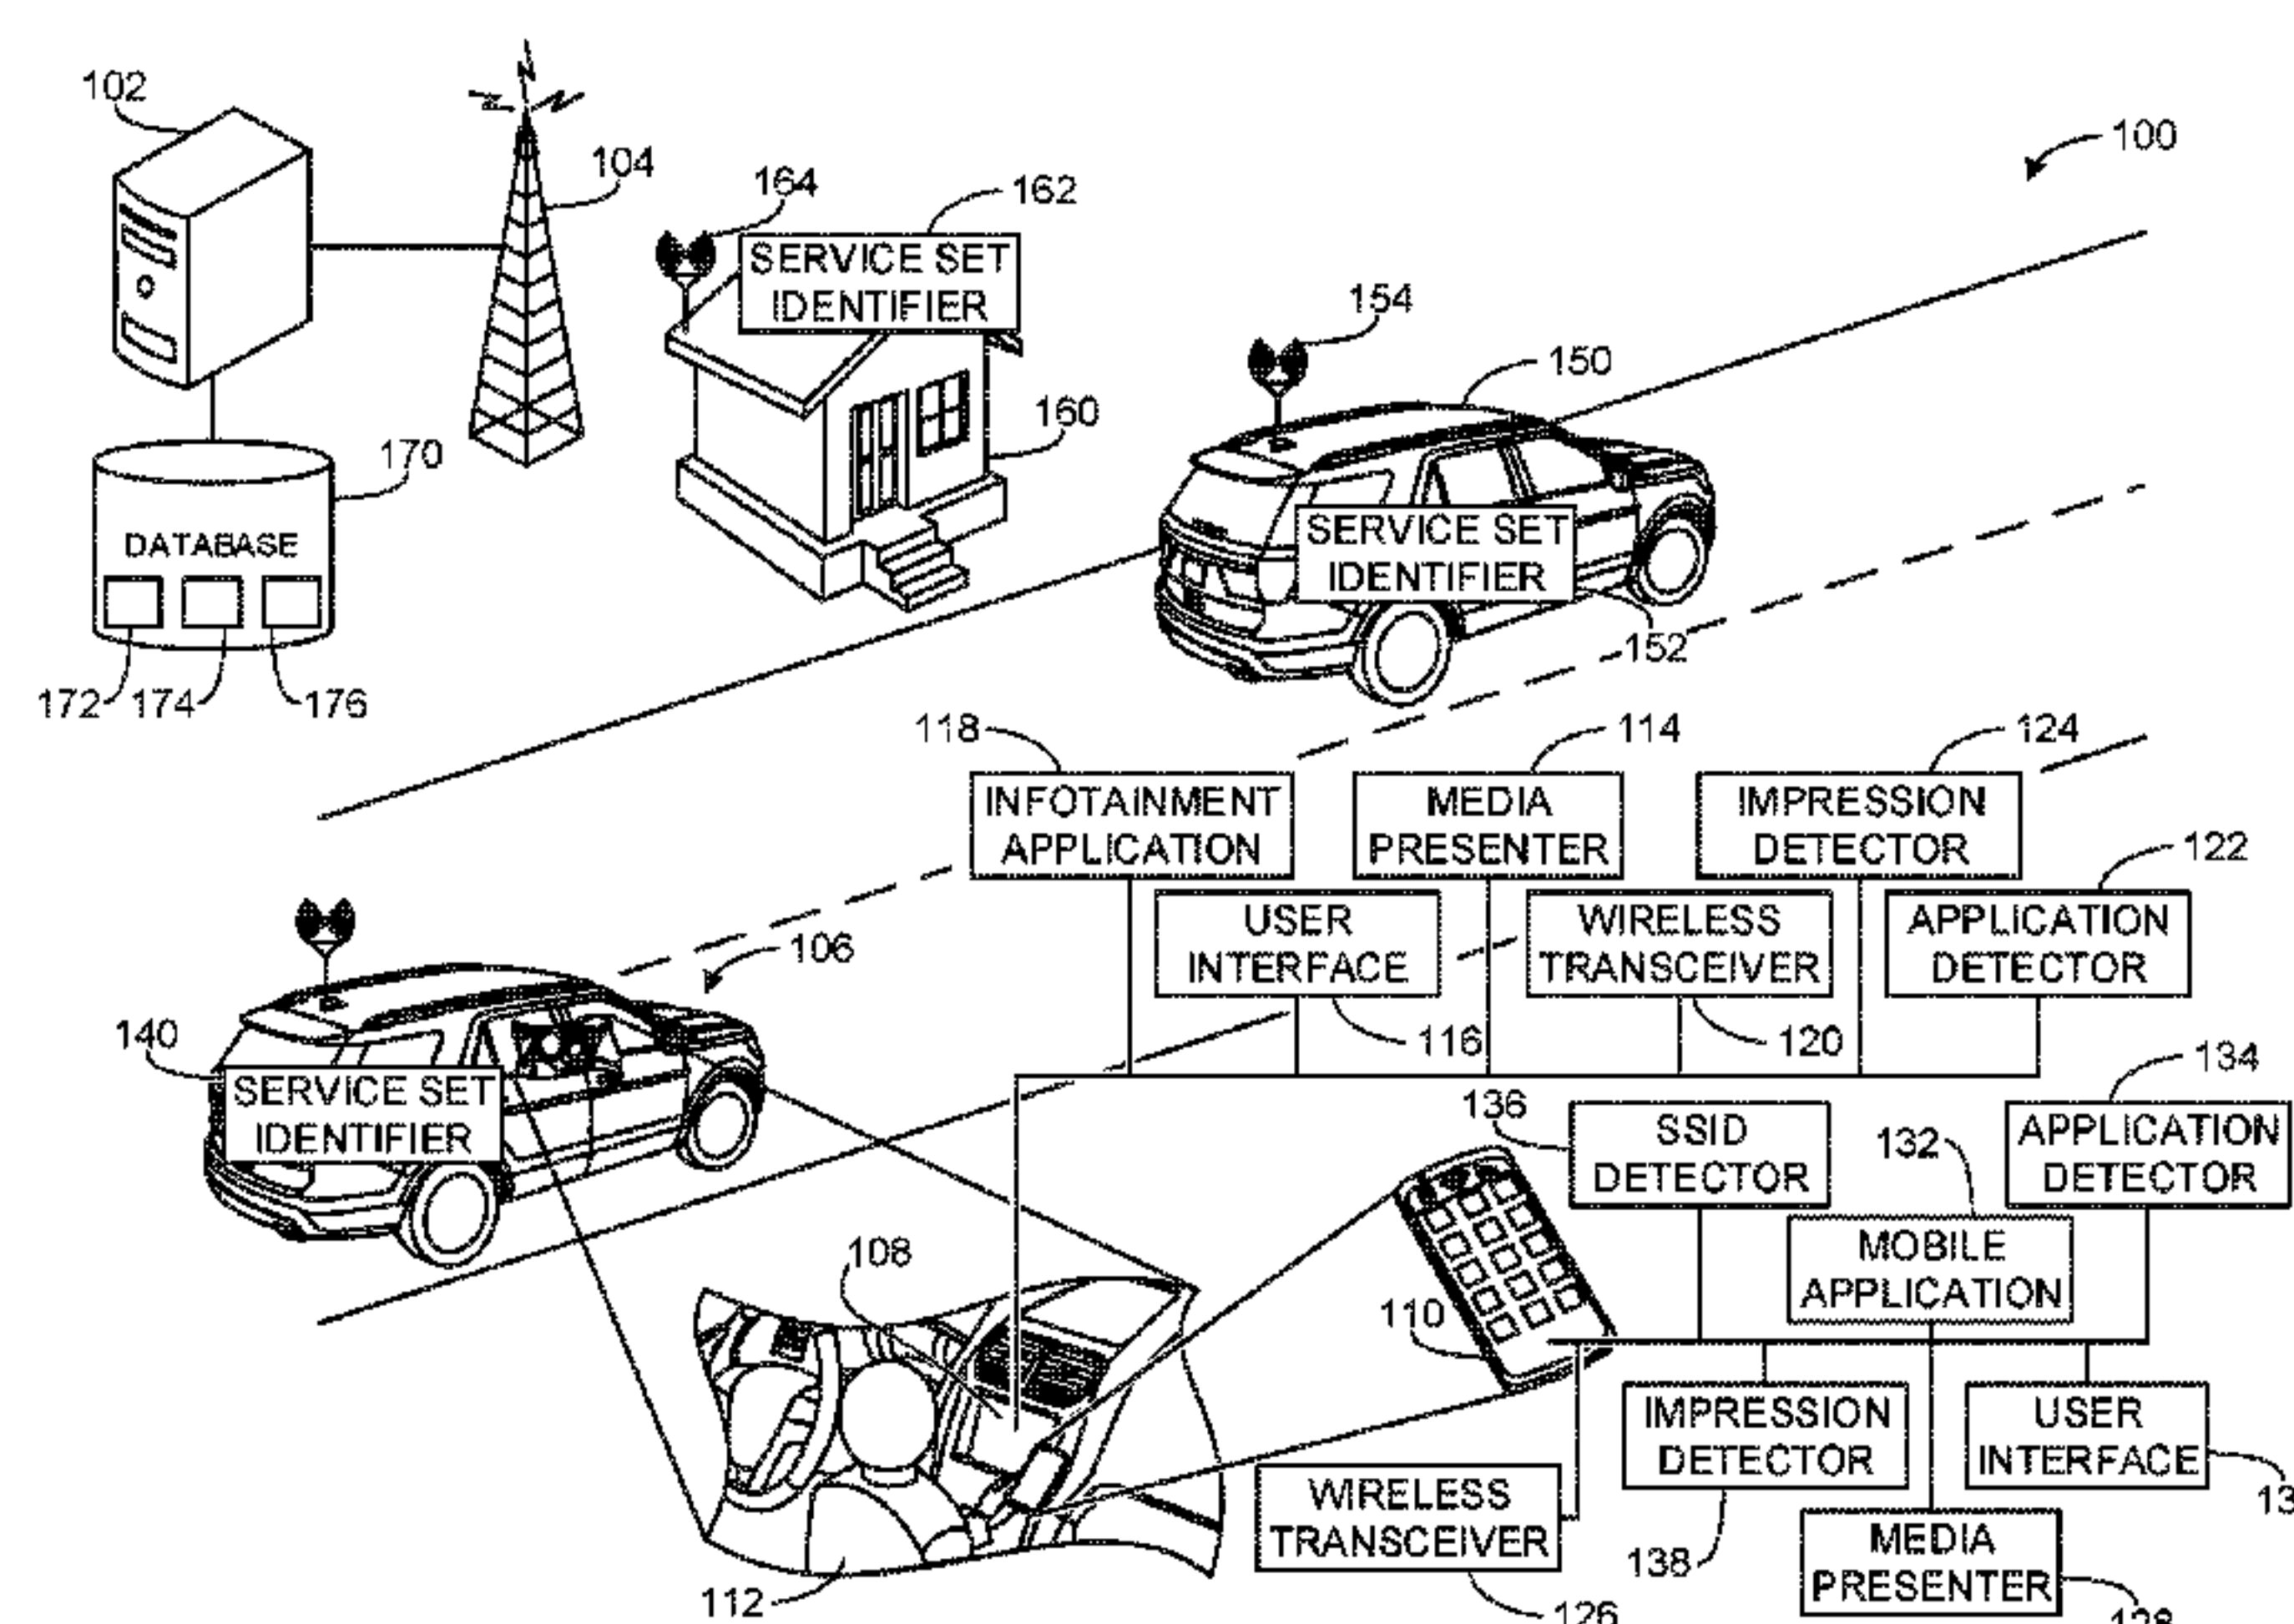 102
104
164
162
100
SERVICE SET
IDENTIFIER
154
150
160
170
DATABASE
SERVICE SET
IDENTIFIER
152
172
174
176
118
114
124
INFOTAINMENT
APPLICATION
MEDIA
PRESENTER
IMPRESSION
DETECTOR
122
USER
INTERFACE
WIRELESS
TRANSCEIVER
APPLICATION
DETECTOR
106
116
120
140
SERVICE SET
IDENTIFIER
134
136
SSID
DETECTOR
132
APPLICATION
DETECTOR
MOBILE
APPLICATION
108
110
IMPRESSION
DETECTOR
USER
INTERFACE
WIRELESS
TRANSCEIVER
138
MEDIA
PRESENTER
112
126
128